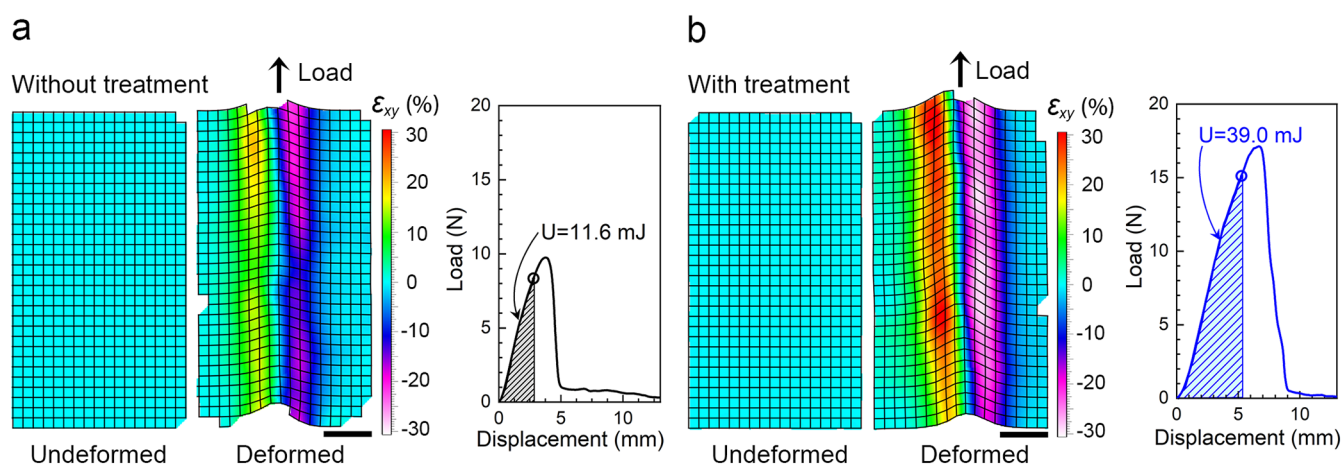 a
Without treatment
Load
Ɛxy (%)
30
20
10
0
-10
-20
-30
Undeformed
Deformed
20
15
10
5
0
Load (N)
U=11.6 mJ
0 5 10
Displacement (mm)
b
With treatment
Load
Ɛxy (%)
30
20
10
0
-10
-20
-30
Undeformed
Deformed
20
15
10
5
0
Load (N)
U=39.0 mJ
0 5 10
Displacement (mm)